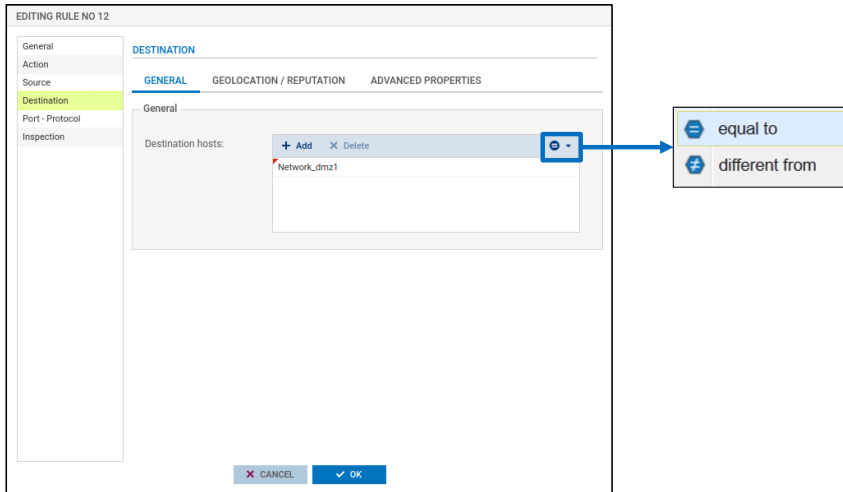 EDITING RULE NO 12
General
Action
Source
Destination
Port - Protocol
Inspection
DESTINATION
GENERAL GEOLOCATION / REPUTATION ADVANCED PROPERTIES
General
Destination hosts:
+ Add X Delete
Network_dmz1
X CANCEL ✓ OK
= equal to
≠ different from